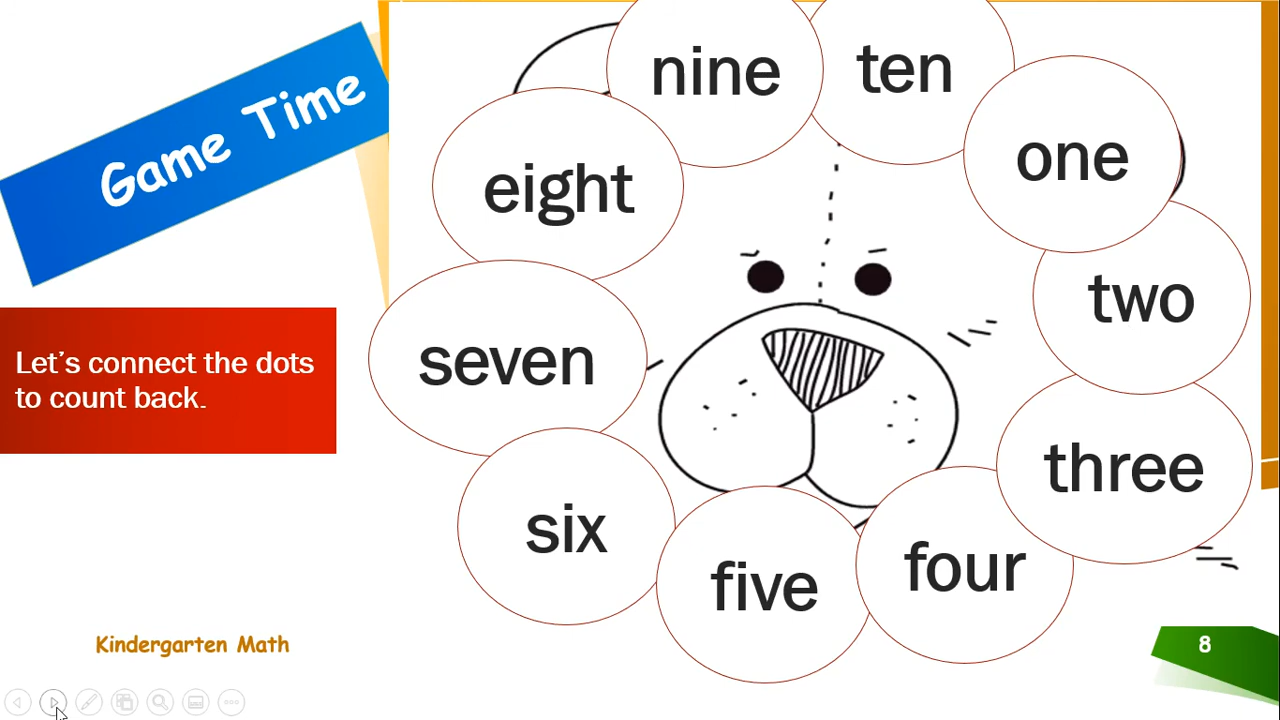 Game Time
Let's connect the dots
to count back.
nine
ten
one
eight
two
seven
three
six
four
five
Kindergarten Math
8